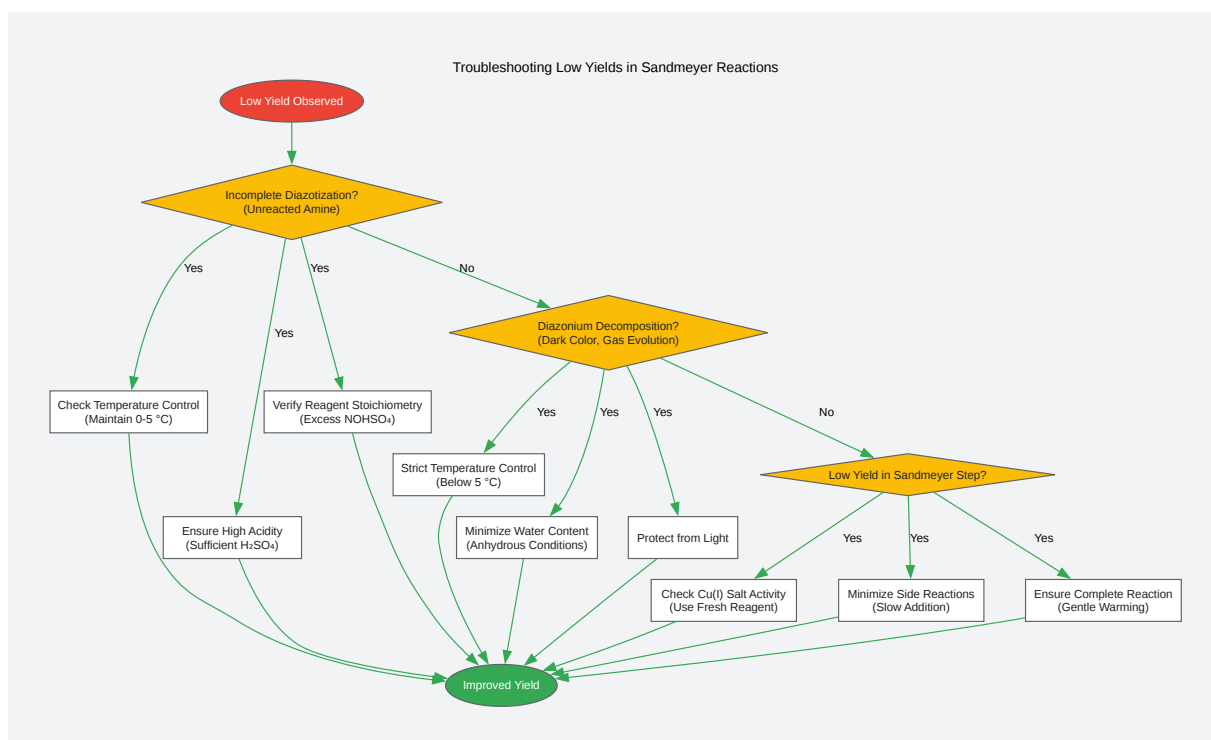 Troubleshooting Low Yields in Sandmeyer Reactions
Low Yield Observed
Incomplete Diazotization?
(Unreacted Amine)
Yes
Yes
No
Yes
Diazonium Decomposition?
(Dark Color, Gas Evolution)
Check Temperature Control
(Maintain 0-5 °C)
Verify Reagent Stoichiometry
(Excess NOHSO₄)
Yes
Yes
Yes
No
Strict Temperature Control
(Below 5 °C)
Low Yield in Sandmeyer Step?
Ensure High Acidity
(Sufficient H₂SO₄)
Minimize Water Content
(Anhydrous Conditions)
Protect from Light
Yes
Yes
Yes
Check Cu(I) Salt Activity
(Use Fresh Reagent)
Minimize Side Reactions
(Slow Addition)
Ensure Complete Reaction
(Gentle Warming)
Improved Yield